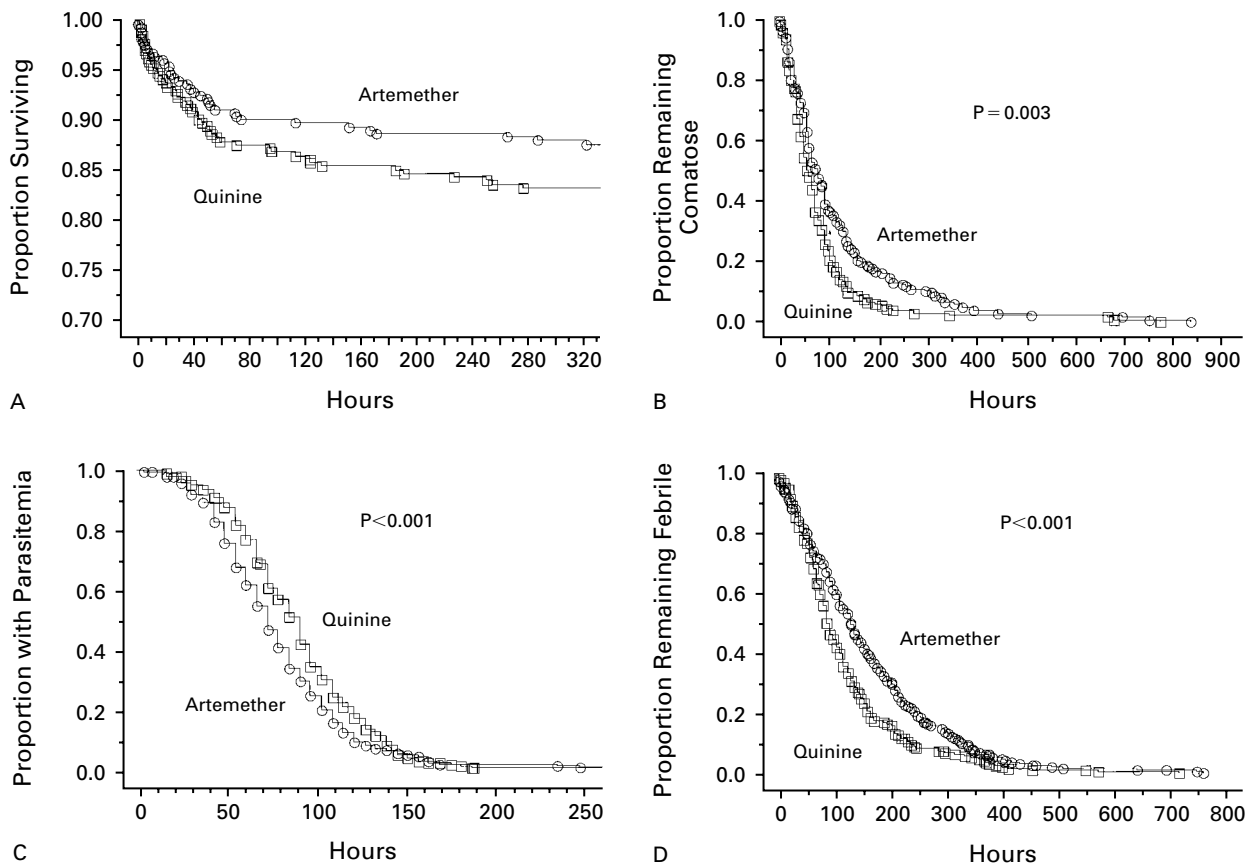 Proportion Surviving
1.00
0.95
0.90
0.85
0.80
0.75
0.70
Artemether
Quinine
0 40 80 120 160 200 240 280 320
Hours
A
Proportion Remaining
Comatose
1.0
0.8
0.6
0.4
0.2
0.0
P=0.003
Artemether
Quinine
0 100 200 300 400 500 600 700 800 900
Hours
B
Proportion with Parasitemia
1.0
0.8
0.6
0.4
0.2
0.0
P<0.001
Quinine
Artemether
0 50 100 150 200 250
Hours
C
Proportion Remaining Febrile
1.0
0.8
0.6
0.4
0.2
0.0
P<0.001
Artemether
Quinine
0 100 200 300 400 500 600 700 800
Hours
D